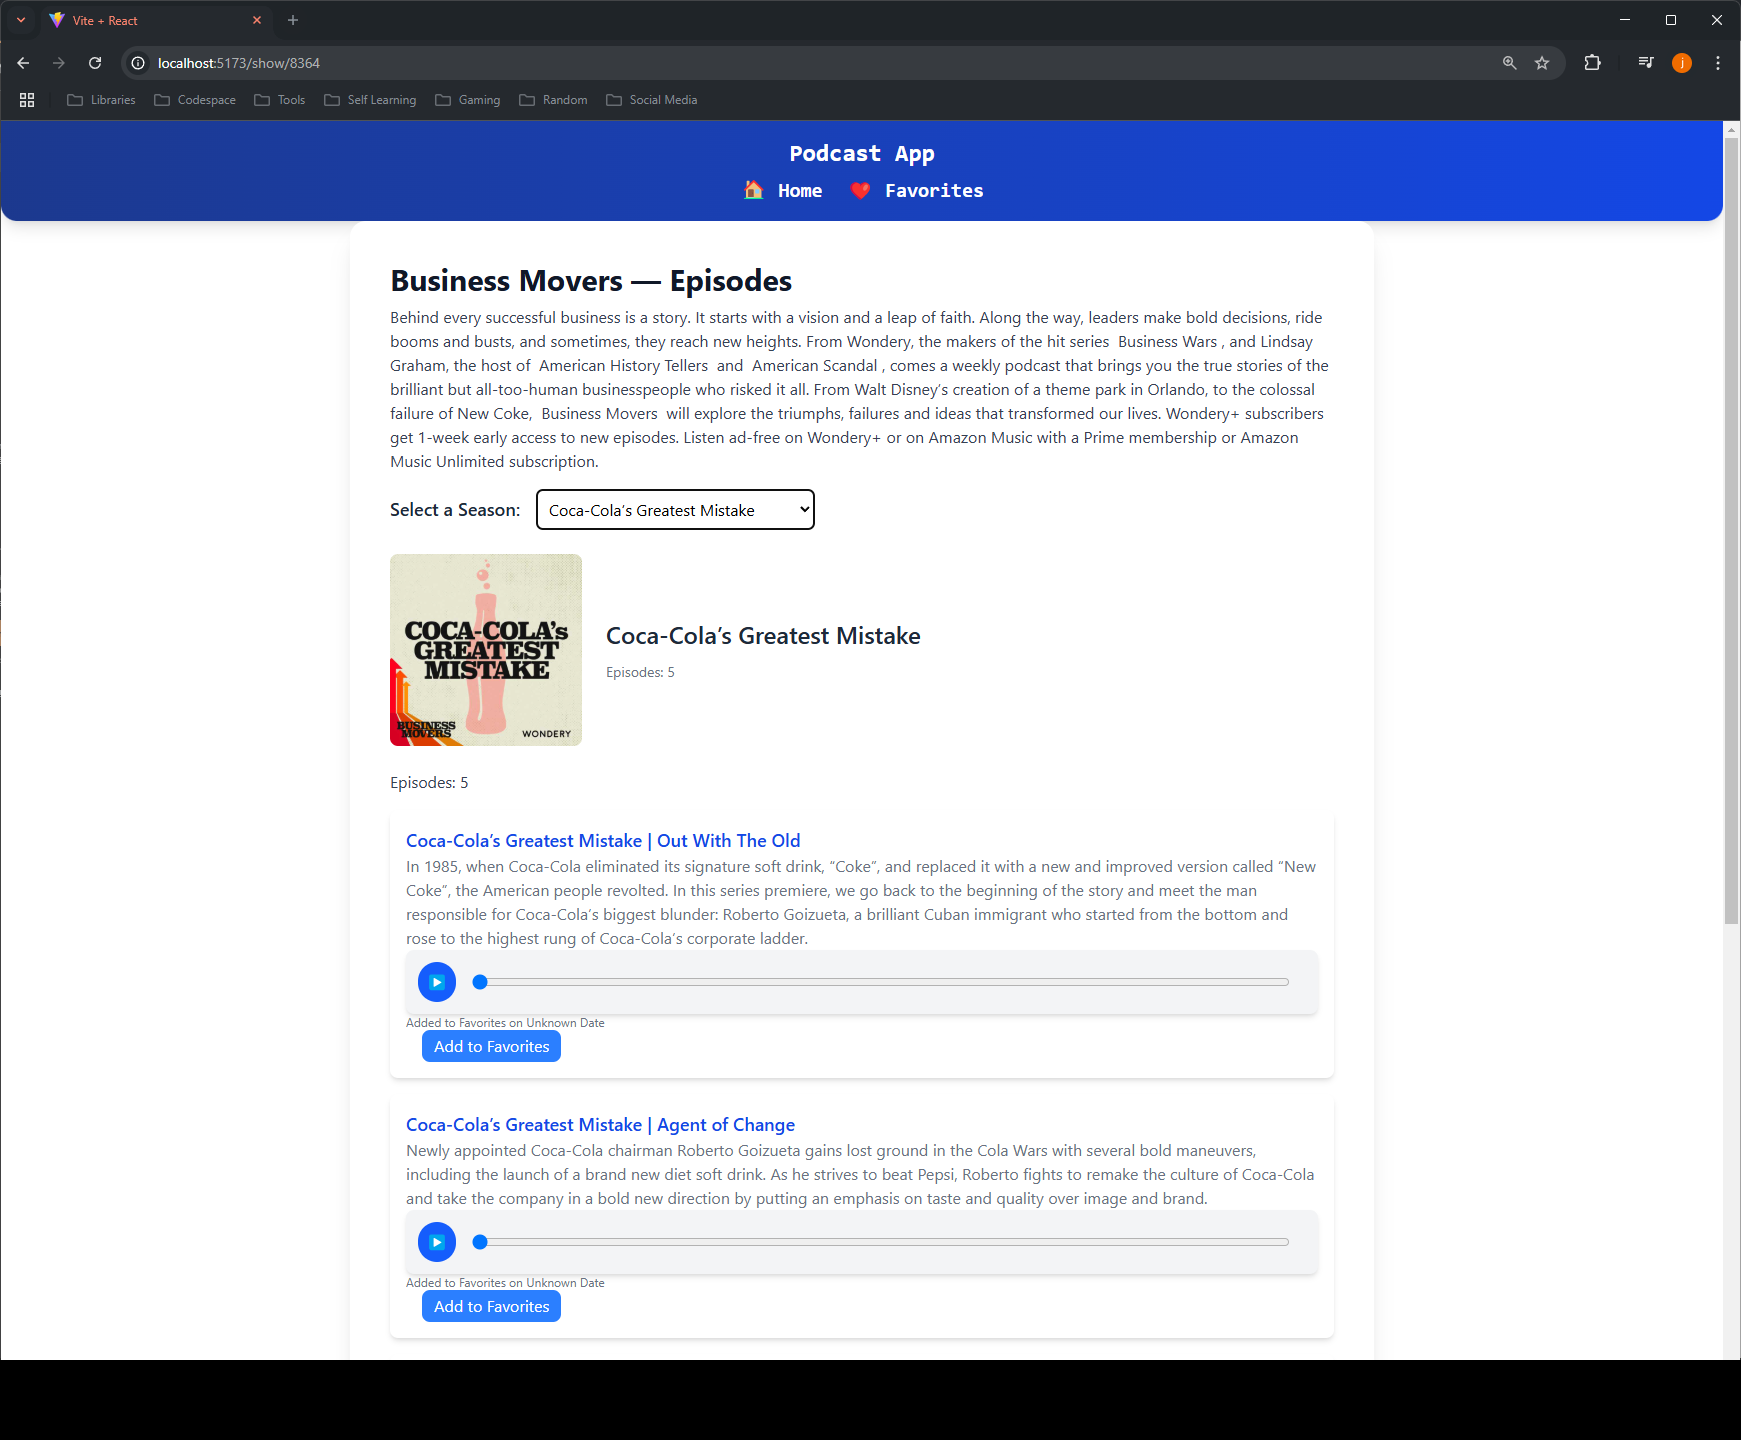 Vite + React
localhost:5173/show/8364
j
Libraries
Codespace
Tools
Self Learning
Gaming
Random
Social Media
Podcast App
🏠 Home
❤️ Favorites
Business Movers — Episodes
Behind every successful business is a story. It starts with a vision and a leap of faith. Along the way, leaders make bold decisions, ride
booms and busts, and sometimes, they reach new heights. From Wondery, the makers of the hit series  Business Wars , and Lindsay
Graham, the host of  American History Tellers  and  American Scandal , comes a weekly podcast that brings you the true stories of the
brilliant but all-too-human businesspeople who risked it all. From Walt Disney’s creation of a theme park in Orlando, to the colossal
failure of New Coke,  Business Movers  will explore the triumphs, failures and ideas that transformed our lives. Wondery+ subscribers
get 1-week early access to new episodes. Listen ad-free on Wondery+ or on Amazon Music with a Prime membership or Amazon
Music Unlimited subscription.
Select a Season:
Coca-Cola’s Greatest Mistake
COCA-COLA’s
GREATEST
MISTAKE
BUSINESS
MOVERS
WONDERY
Coca-Cola’s Greatest Mistake
Episodes: 5
Episodes: 5
Coca-Cola’s Greatest Mistake | Out With The Old
In 1985, when Coca-Cola eliminated its signature soft drink, “Coke”, and replaced it with a new and improved version called “New
Coke”, the American people revolted. In this series premiere, we go back to the beginning of the story and meet the man
responsible for Coca-Cola’s biggest blunder: Roberto Goizueta, a brilliant Cuban immigrant who started from the bottom and
rose to the highest rung of Coca-Cola’s corporate ladder.
Added to Favorites on Unknown Date
Add to Favorites
Coca-Cola’s Greatest Mistake | Agent of Change
Newly appointed Coca-Cola chairman Roberto Goizueta gains lost ground in the Cola Wars with several bold maneuvers,
including the launch of a brand new diet soft drink. As he strives to beat Pepsi, Roberto fights to remake the culture of Coca-Cola
and take the company in a bold new direction by putting an emphasis on taste and quality over image and brand.
Added to Favorites on Unknown Date
Add to Favorites